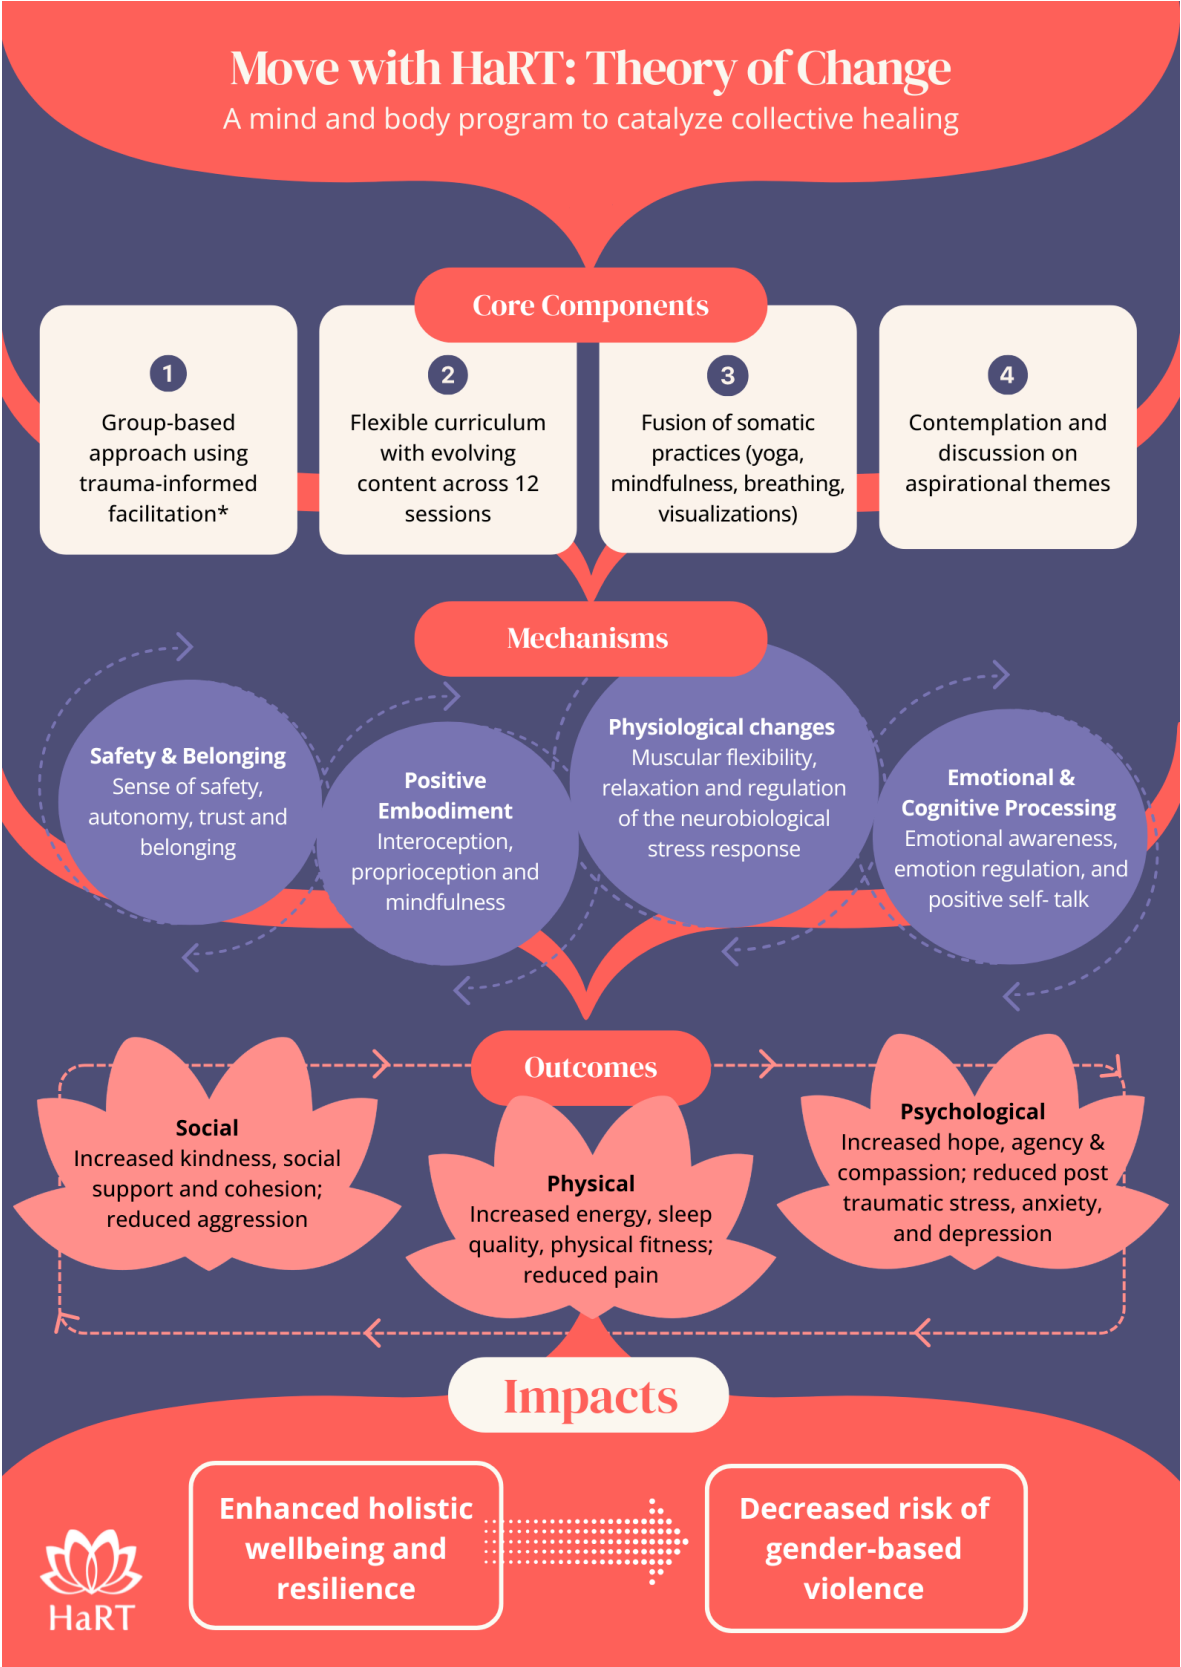 Move with HaRT: Theory of Change
A mind and body program to catalyze collective healing
Core Components
1
Group-based
approach using
trauma-informed
facilitation*
2
Flexible curriculum
with evolving
content across 12
sessions
3
Fusion of somatic
practices (yoga,
mindfulness, breathing,
visualizations)
4
Contemplation and
discussion on
aspirational themes
Mechanisms
Safety & Belonging
Sense of safety,
autonomy, trust and
belonging
Positive
Embodiment
Interoception,
proprioception and
mindfulness
Physiological changes
Muscular flexibility,
relaxation and regulation
of the neurobiological
stress response
Emotional &
Cognitive Processing
Emotional awareness,
emotion regulation, and
positive self- talk
Outcomes
Social
Increased kindness, social
support and cohesion;
reduced aggression
Physical
Increased energy, sleep
quality, physical fitness;
reduced pain
Psychological
Increased hope, agency &
compassion; reduced post
traumatic stress, anxiety,
and depression
Impacts
Enhanced holistic
wellbeing and
resilience
Decreased risk of
gender-based
violence
HaRT